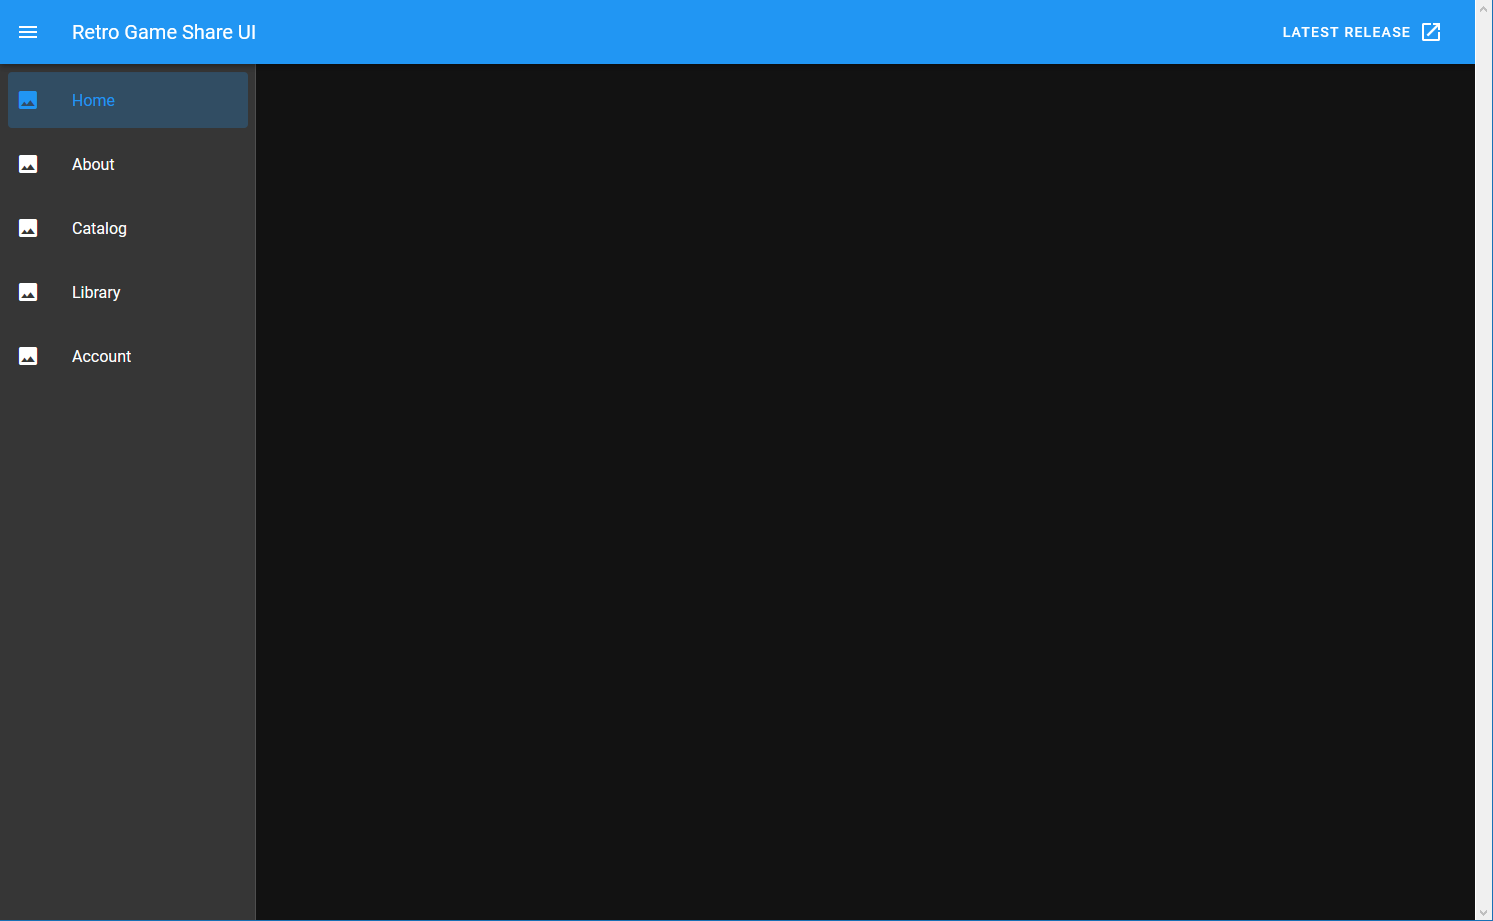 Retro Game Share UI
LATEST RELEASE
Home
About
Catalog
Library
Account